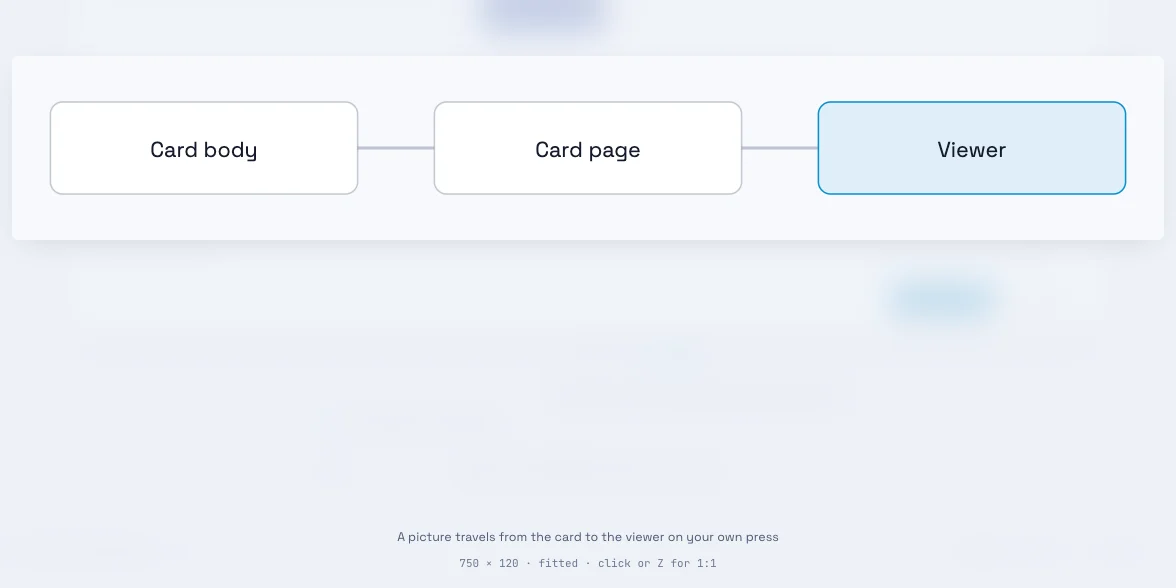 Card body
Card page
Viewer
A picture travels from the card to the viewer on your own press
750 × 120 · fitted · click or Z for 1:1